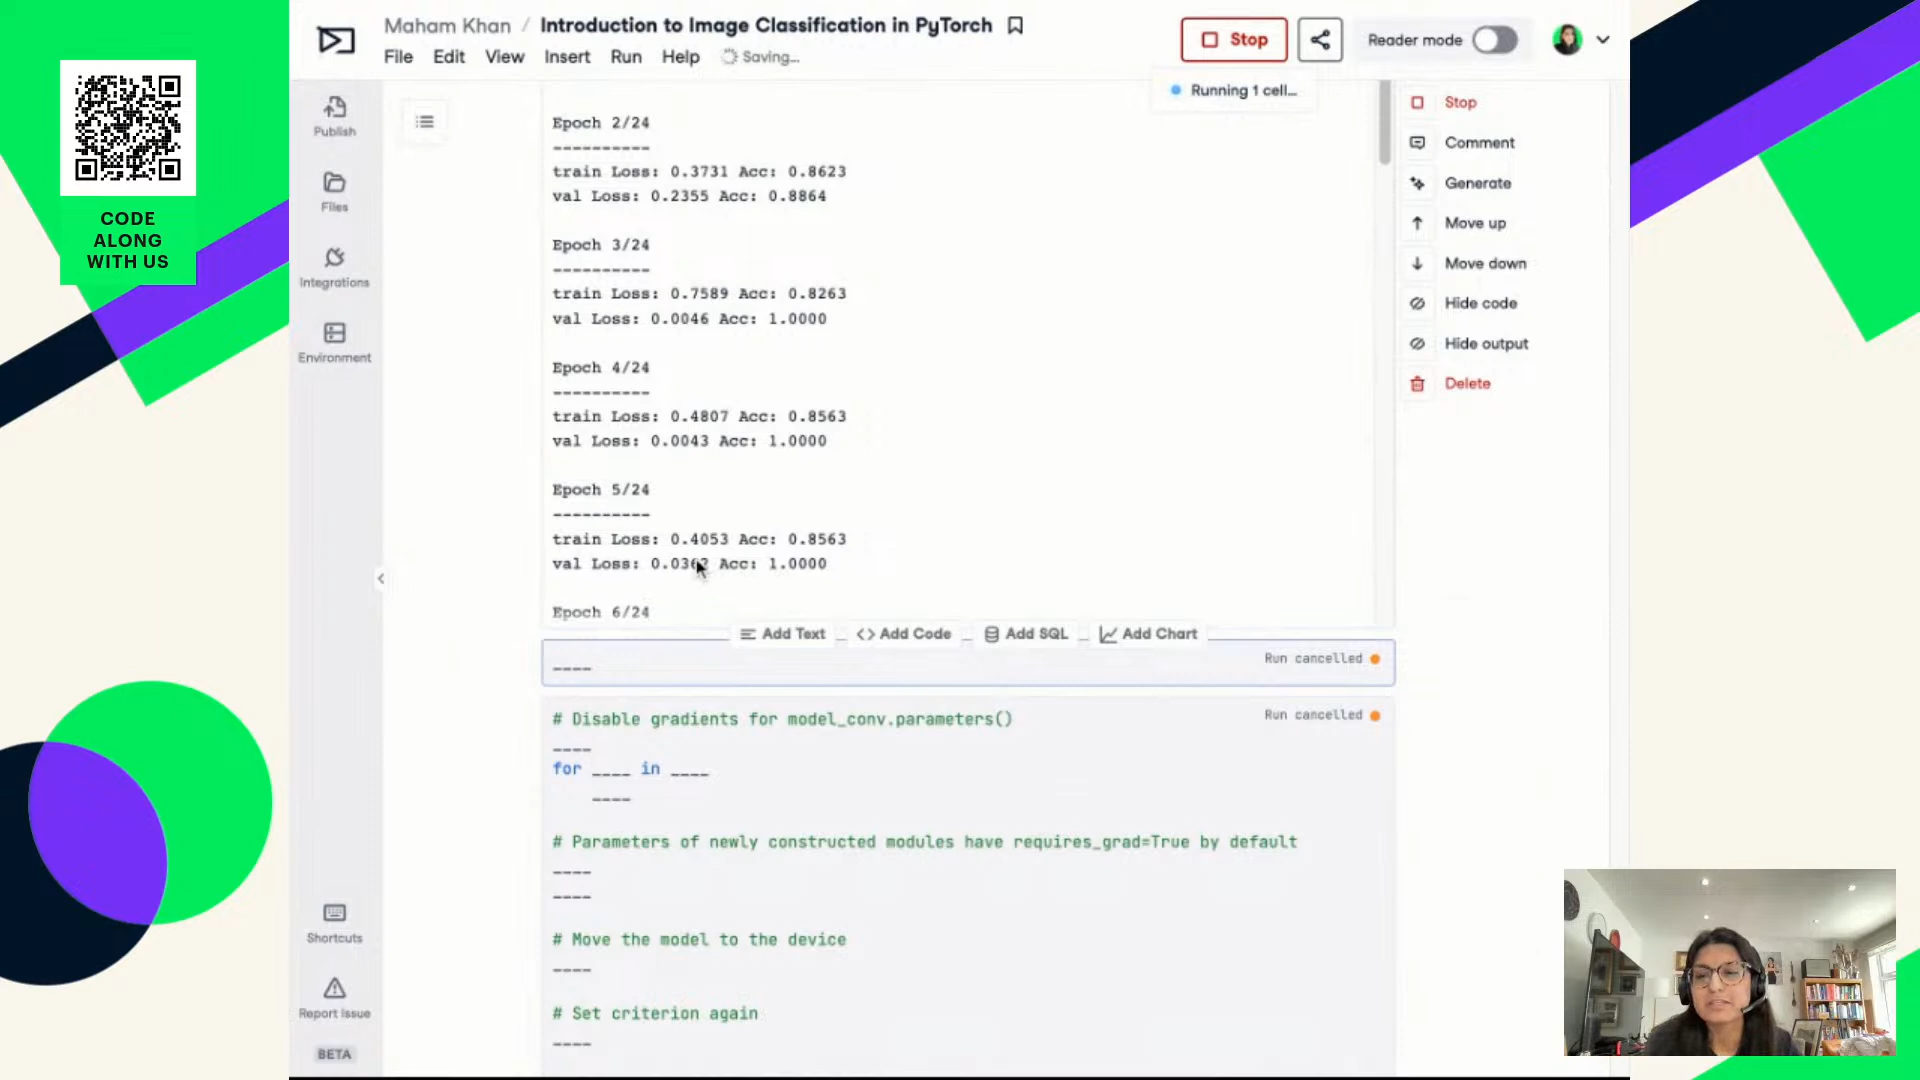 CODE
ALONG
WITH US
Maham Khan / Introduction to Image Classification in PyTorch
File Edit View Insert Run Help Saving...
Stop
Reader mode
Running 1 cell...
Publish
Files
Integrations
Environment
Epoch 2/24
----------
train Loss: 0.3731 Acc: 0.8623
val Loss: 0.2355 Acc: 0.8864
Epoch 3/24
----------
train Loss: 0.7589 Acc: 0.8263
val Loss: 0.0046 Acc: 1.0000
Epoch 4/24
----------
train Loss: 0.4807 Acc: 0.8563
val Loss: 0.0043 Acc: 1.0000
Epoch 5/24
----------
train Loss: 0.4053 Acc: 0.8563
val Loss: Acc: 1.0000
Epoch 6/24
Stop
Comment
Generate
Move up
Move down
Hide code
Hide output
Delete
Add Text Add Code Add SQL Add Chart
____ Run cancelled
# Disable gradients for model_conv.parameters() Run cancelled
____
for ____ in ____
____
# Parameters of newly constructed modules have requires_grad=True by default
____
____
# Move the model to the device
____
# Set criterion again
____
Shortcuts
Report Issue
BETA